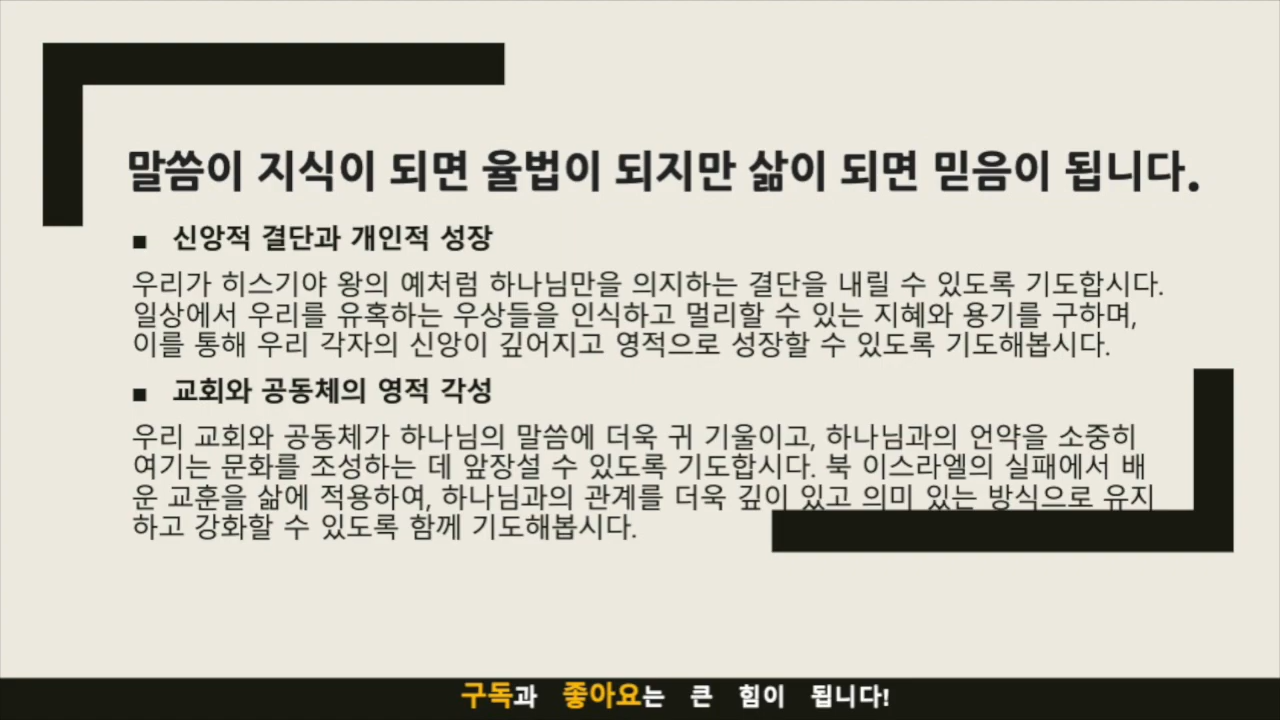 말씀이 지식이 되면 율법이 되지만 삶이 되면 믿음이 됩니다.
■ 신앙적 결단과 개인적 성장
우리가 히스기야 왕의 예처럼 하나님만을 의지하는 결단을 내릴 수 있도록 기도합시다.
일상에서 우리를 유혹하는 우상들을 인식하고 멀리할 수 있는 지혜와 용기를 구하며,
이를 통해 우리 각자의 신앙이 깊어지고 영적으로 성장할 수 있도록 기도해봅시다.
■ 교회와 공동체의 영적 각성
우리 교회와 공동체가 하나님의 말씀에 더욱 귀 기울이고, 하나님과의 언약을 소중히
여기는 문화를 조성하는 데 앞장설 수 있도록 기도합시다. 북 이스라엘의 실패에서 배
운 교훈을 삶에 적용하여, 하나님과의 관계를 더욱 깊이 있고 의미 있는 방식으로 유지
하고 강화할 수 있도록 함께 기도해봅시다.
구독과 좋아요는 큰 힘이 됩니다!